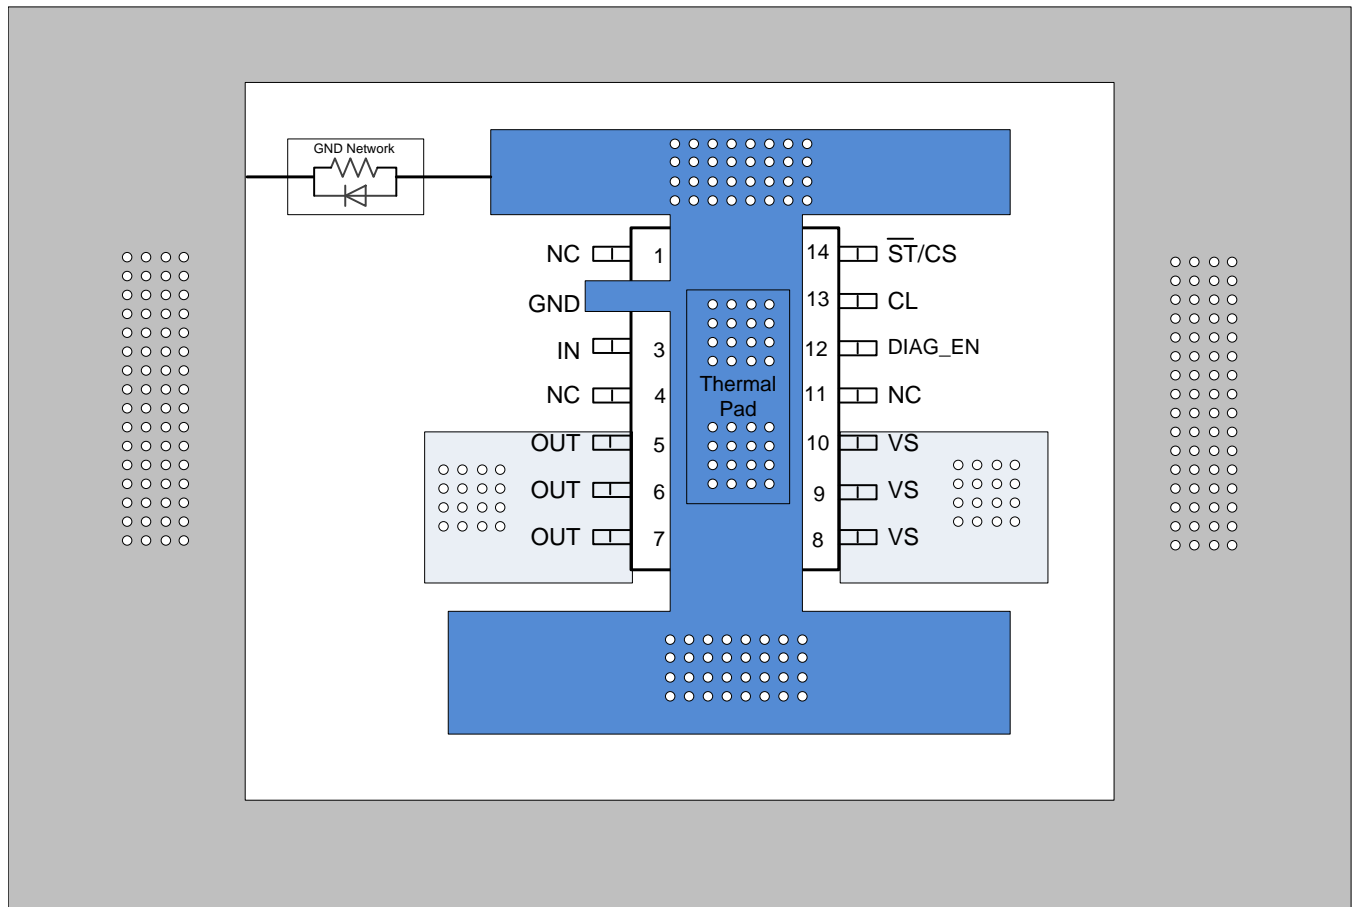 GND Network
NC 1 14 S̅T̅/CS
GND 13 CL
IN 3 12 DIAG_EN
NC 4 Thermal 11 NC
Pad
OUT 5 10 VS
OUT 6 9 VS
OUT 7 8 VS